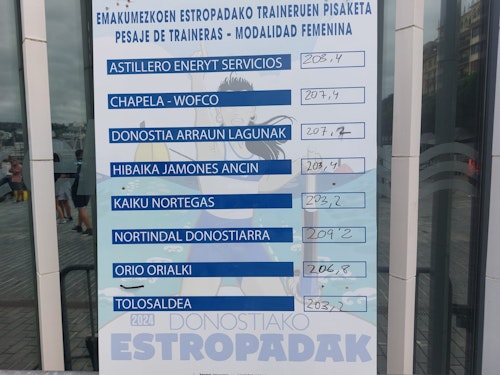 EMAKUMEZKOEN ESTROPADAKO TRAINERUEN PISAKETA
PESAJE DE TRAINERAS – MODALIDAD FEMENINA
ASTILLERO ENERYT SERVICIOS 203,4
CHAPELA - WOFCO 207,4
DONOSTIA ARRAUN LAGUNAK 207,2
HIBAIKA JAMONES ANCIN 203,4
KAIKU NORTEGAS 203,2
NORTINDAL DONOSTIARRA 209'2
ORIO ORIALKI 206,8
TOLOSALDEA 203,2
2024 DONOSTIAKO
ESTROPADAK